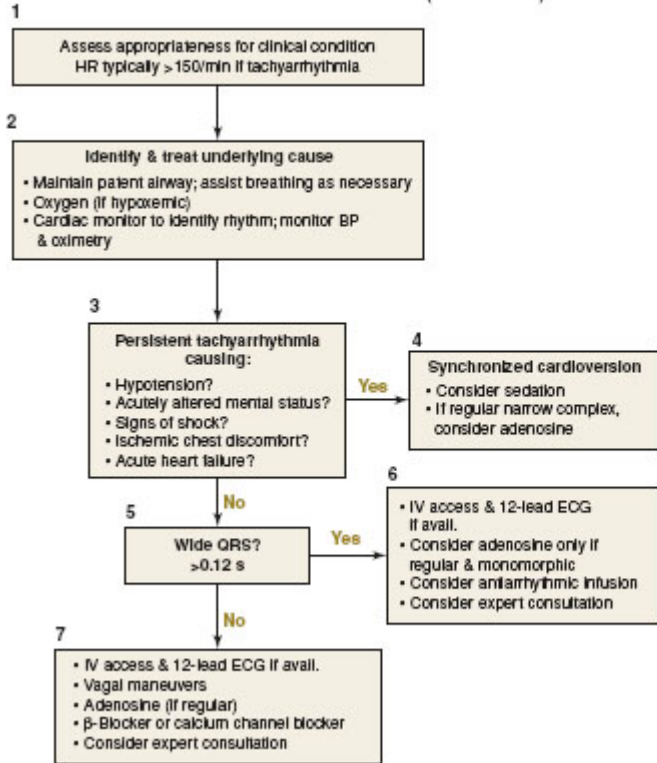 1
Assess appropriateness for clinical condition
HR typically >150/min if tachyarrhythmia
2
Identify & treat underlying cause
• Maintain patent airway; assist breathing as necessary
• Oxygen (if hypoxemic)
• Cardiac monitor to identify rhythm; monitor BP
& oximetry
3
Persistent tachyarrhythmia
causing:
• Hypotension?
• Acutely altered mental status?
• Signs of shock?
• Ischemic chest discomfort?
• Acute heart failure?
Yes
4
Synchronized cardioversion
• Consider sedation
• If regular narrow complex,
consider adenosine
No
5
Wide QRS?
>0.12 s
Yes
6
• IV access & 12-lead ECG
if avail.
• Consider adenosine only if
regular & monomorphic
• Consider antiarrhythmic infusion
• Consider expert consultation
No
7
• IV access & 12-lead ECG if avail.
• Vagal maneuvers
• Adenosine (if regular)
• β-Blocker or calcium channel blocker
• Consider expert consultation